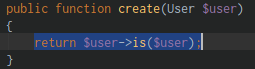 public function create(User $user)
{
    return $user->is($user);
}